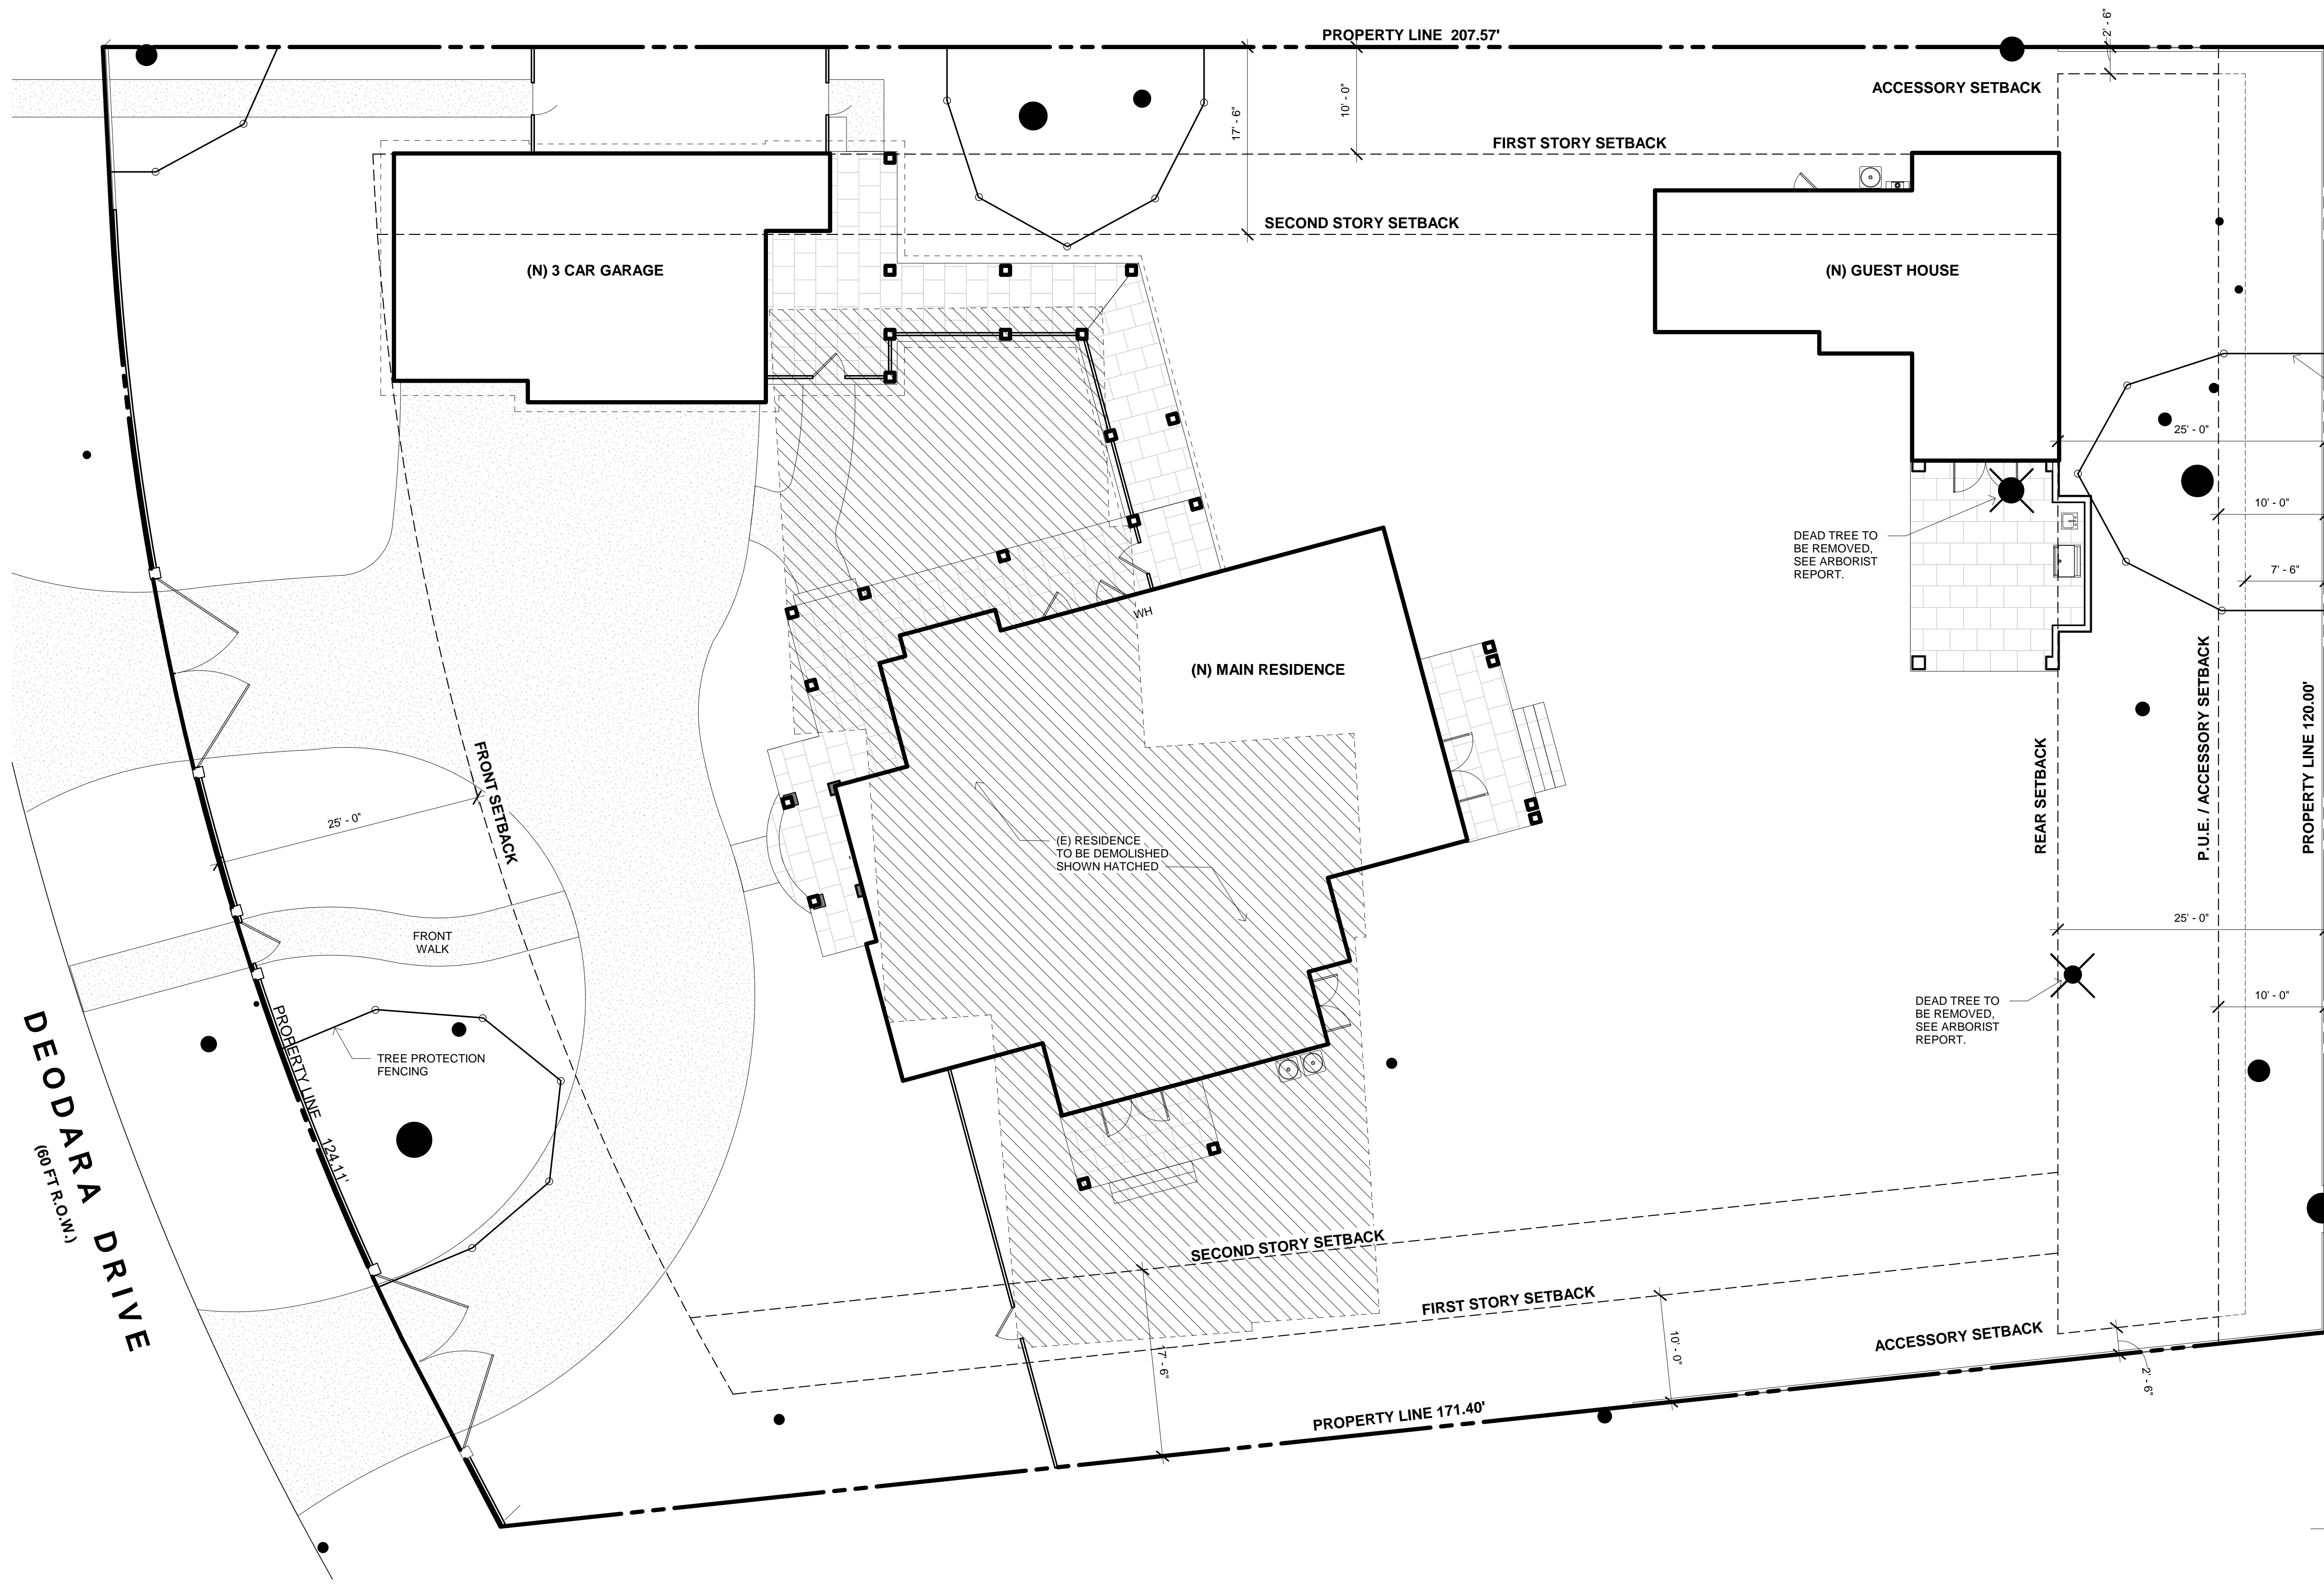 PROPERTY LINE 207.57'
2' - 6"
ACCESSORY SETBACK
10' - 0"
17' - 6"
FIRST STORY SETBACK
SECOND STORY SETBACK
(N) 3 CAR GARAGE
(N) GUEST HOUSE
25' - 0"
10' - 0"
DEAD TREE TO
BE REMOVED,
SEE ARBORIST
REPORT.
7' - 6"
WH
(N) MAIN RESIDENCE
FRONT SETBACK
25' - 0"
REAR SETBACK
P.U.E. / ACCESSORY SETBACK
PROPERTY LINE 120.00'
(E) RESIDENCE
TO BE DEMOLISHED
SHOWN HATCHED
25' - 0"
FRONT
WALK
10' - 0"
DEAD TREE TO
BE REMOVED,
SEE ARBORIST
REPORT.
TREE PROTECTION
FENCING
PROPERTY LINE 124.11'
DEODARA DRIVE
(60 FT R.O.W.)
SECOND STORY SETBACK
FIRST STORY SETBACK
ACCESSORY SETBACK
17' - 6"
10' - 0"
2' - 6"
PROPERTY LINE 171.40'